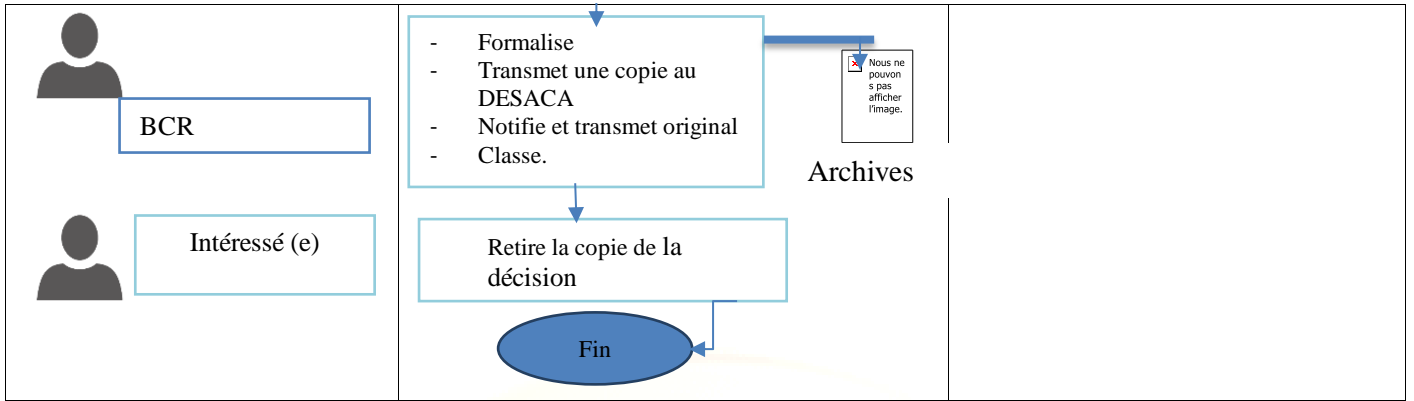 BCR
- Formalise
- Transmet une copie au
DESACA
- Notifie et transmet original
- Classe.
Nous ne
pouvon
s pas
afficher
l'image.
Archives
Intéressé (e)
Retire la copie de la
décision
Fin